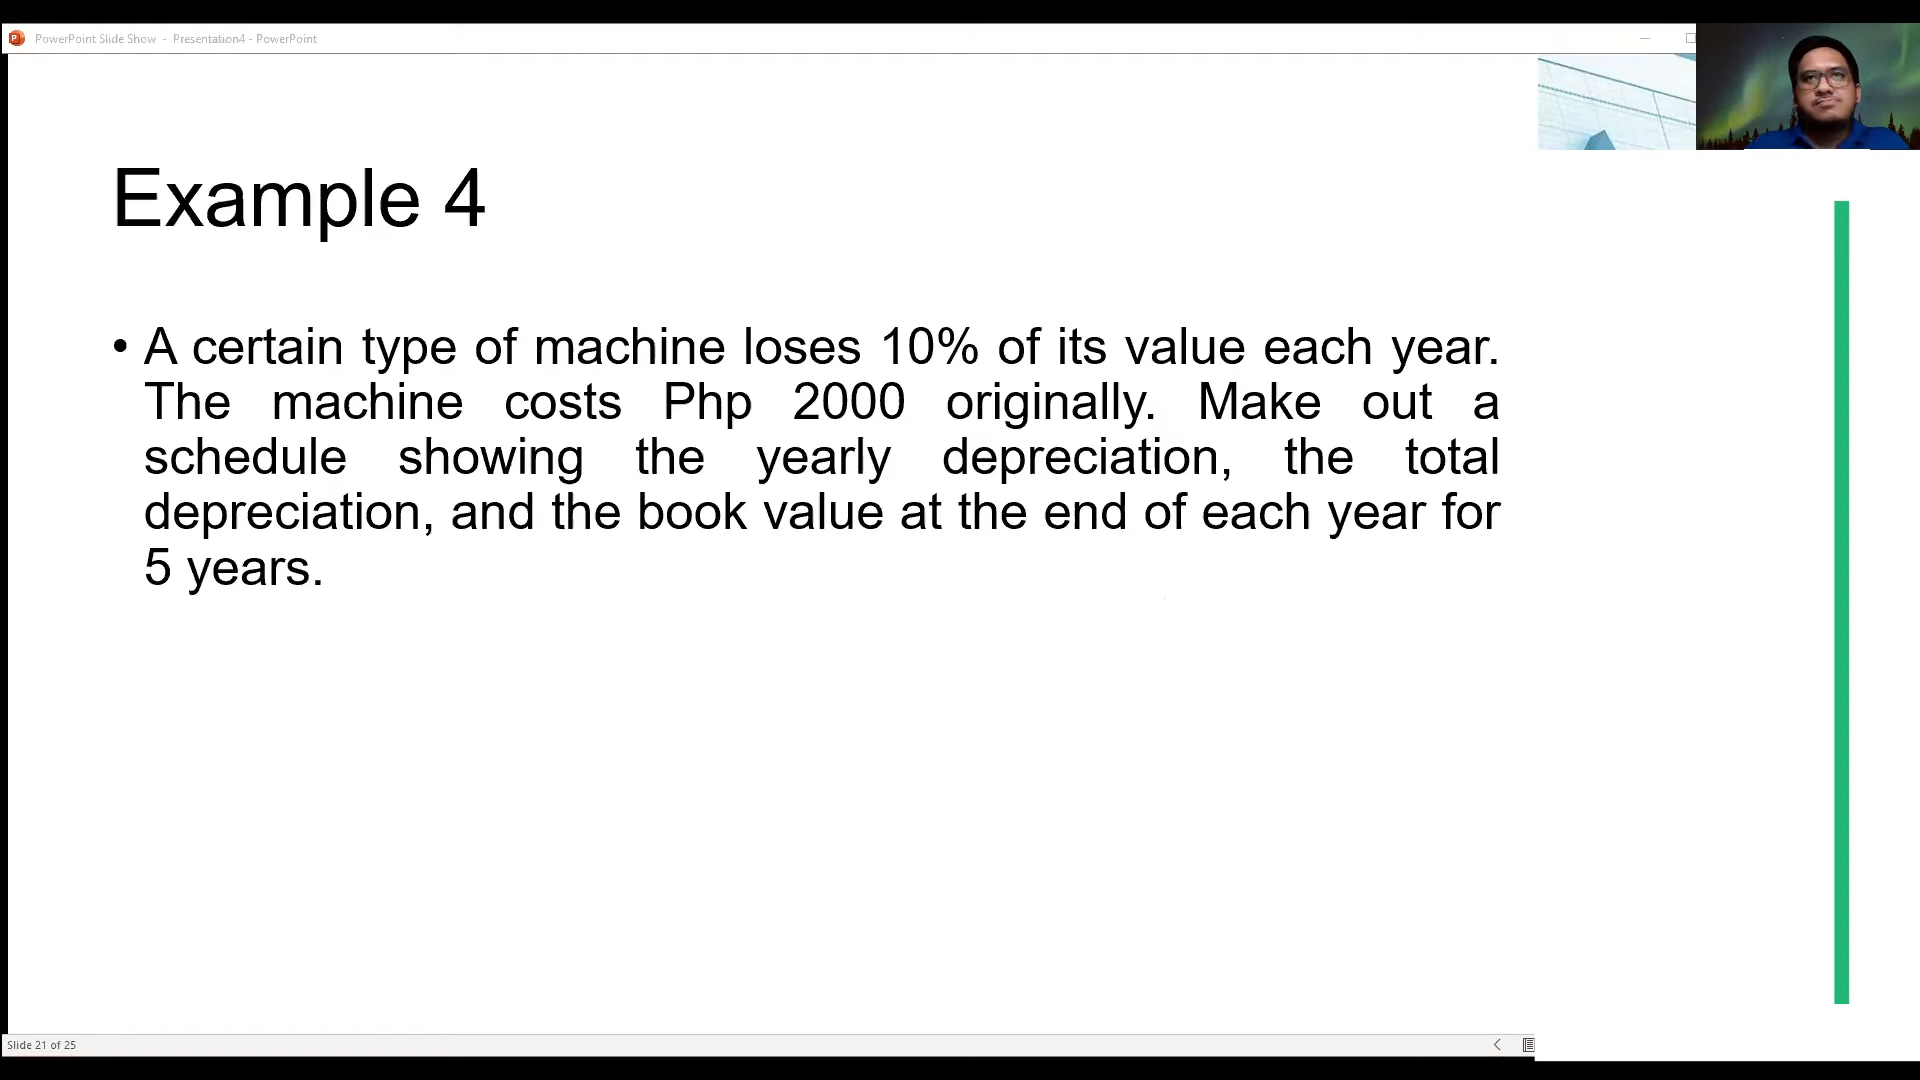 PowerPoint Slide Show - Presentation4 - PowerPoint
Example 4
• A certain type of machine loses 10% of its value each year.
The machine costs Php 2000 originally. Make out a
schedule showing the yearly depreciation, the total
depreciation, and the book value at the end of each year for
5 years.
Slide 21 of 25